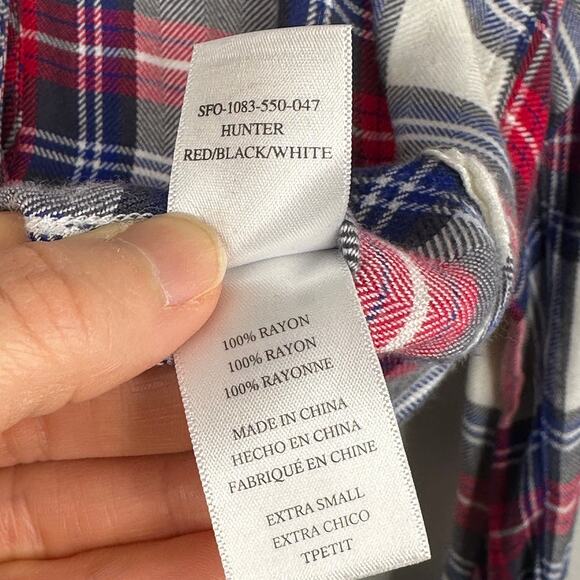 SFO-1083-550-047
HUNTER
RED/BLACK/WHITE
100% RAYON
100% RAYON
100% RAYONNE
MADE IN CHINA
HECHO EN CHINA
FABRIQUÉ EN CHINE
EXTRA SMALL
EXTRA CHICO
TPETIT